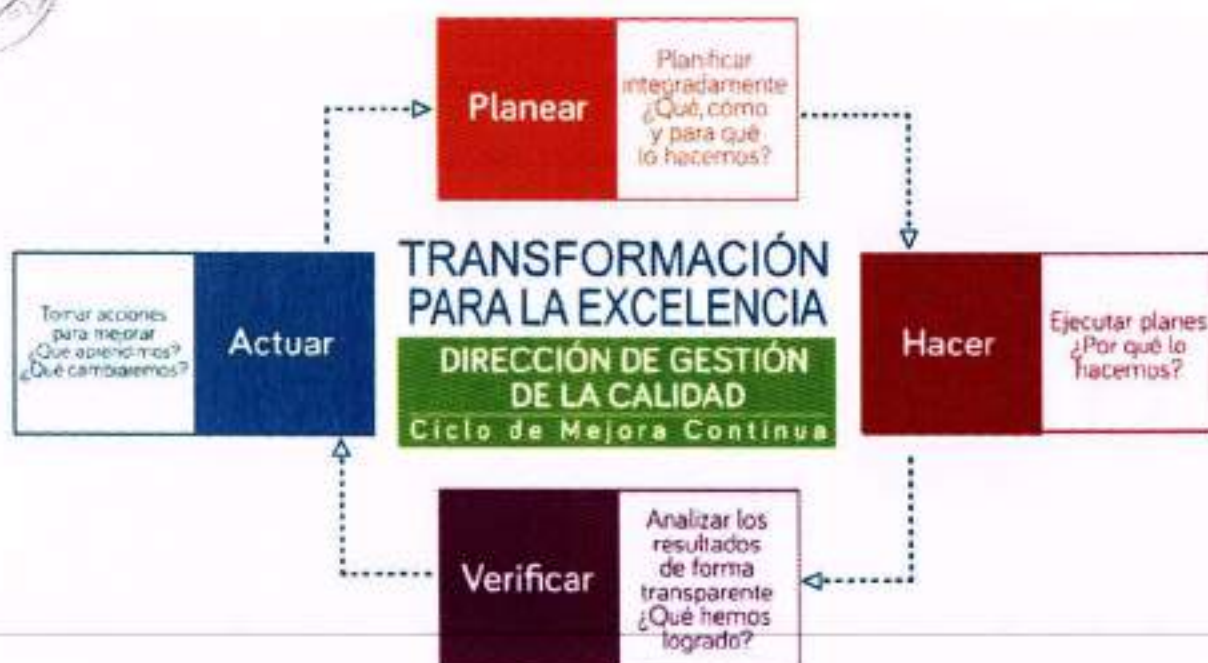 Planear
Planificar
integradamente
¿Qué, cómo
y para qué
lo hacemos?
TRANSFORMACIÓN
PARA LA EXCELENCIA
DIRECCIÓN DE GESTIÓN
DE LA CALIDAD
Ciclo de Mejora Continua
Hacer
Ejecutar planes
¿Por qué lo
hacemos?
Verificar
Analizar los
resultados
de forma
transparente
¿Qué hemos
logrado?
Tomar acciones
para mejorar
¿Qué aprendimos?
¿Qué cambiaremos?
Actuar